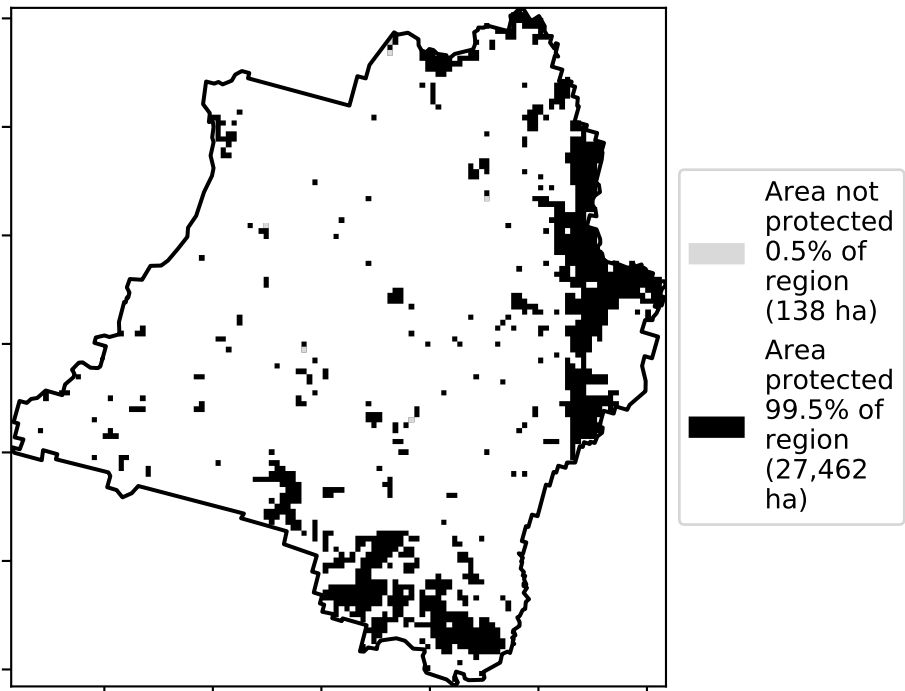 Area not
protected
0.5% of
region
(138 ha)
Area
protected
99.5% of
region
(27,462
ha)